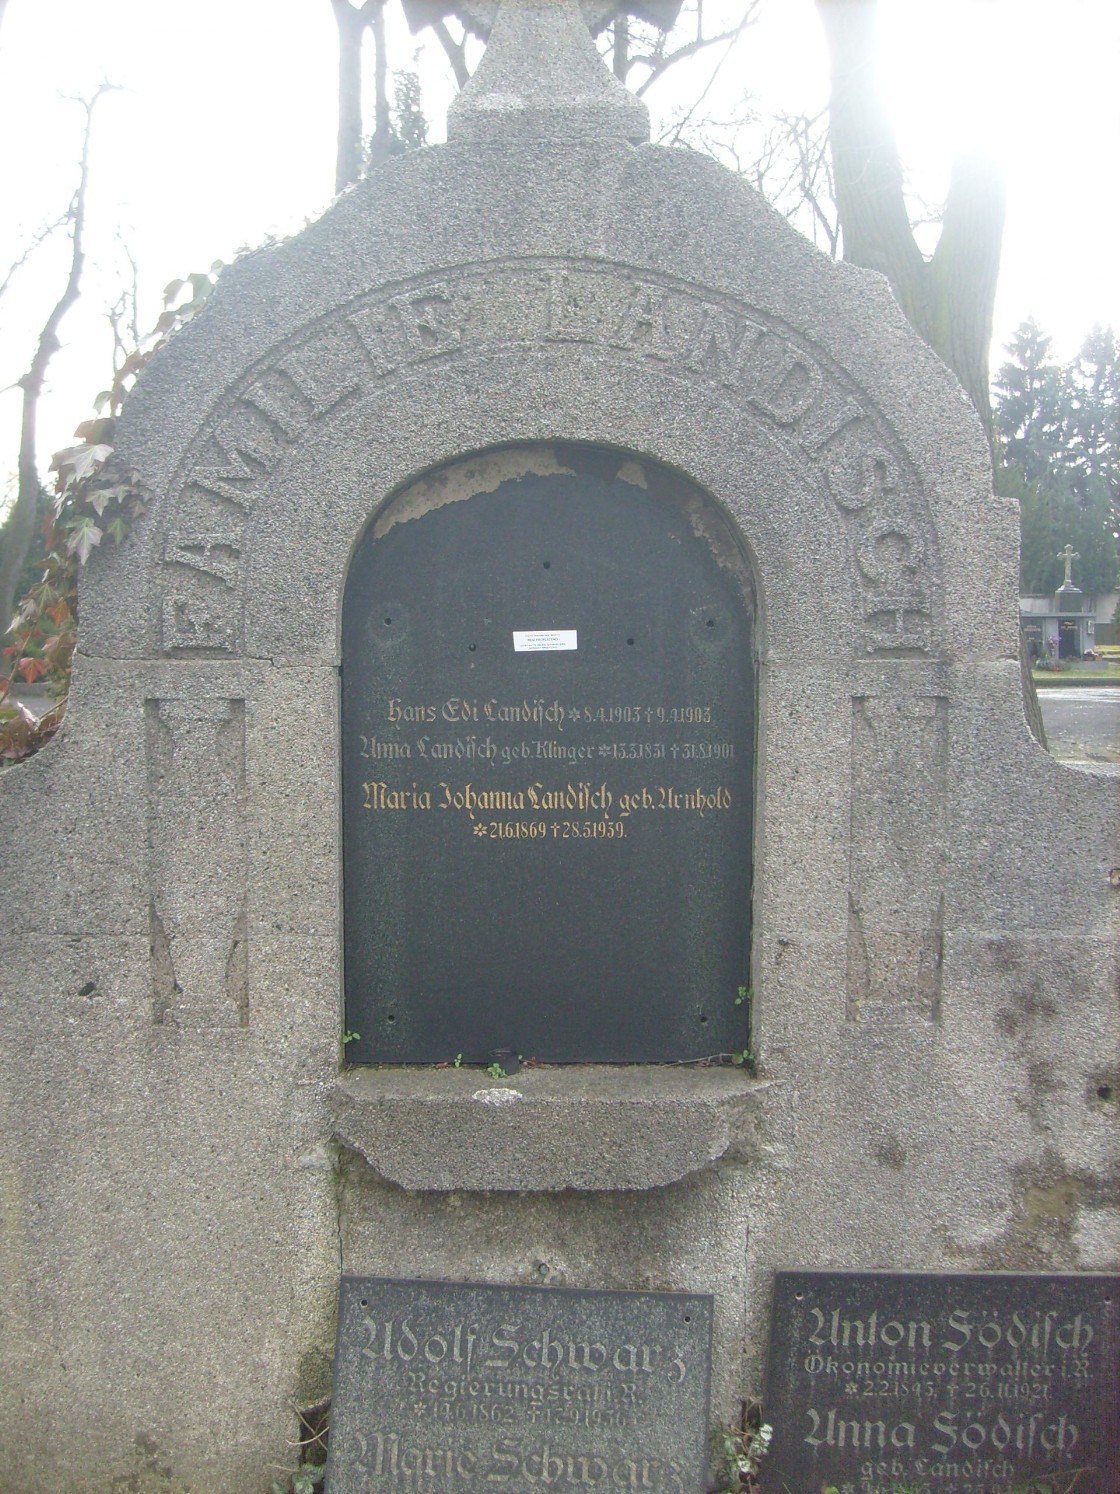 FAMILIE LANDISCH
Hans Edi Landisch ✲ 8.4.1903 † 9.4.1903
Anna Landisch geb. Klinger ✲ 13.3.1831 † 31.8.1901
Maria Johanna Landisch geb. Arnhold
✲ 21.6.1869 † 28.5.1939.
Adolf Schwarz
Regierungsrat i. R.
Marie Schwarz
Anton Södisch
Ökonomieverwalter i. R.
✲ 2.2.1843. † 26.11.1921
Anna Södisch
geb. Landisch